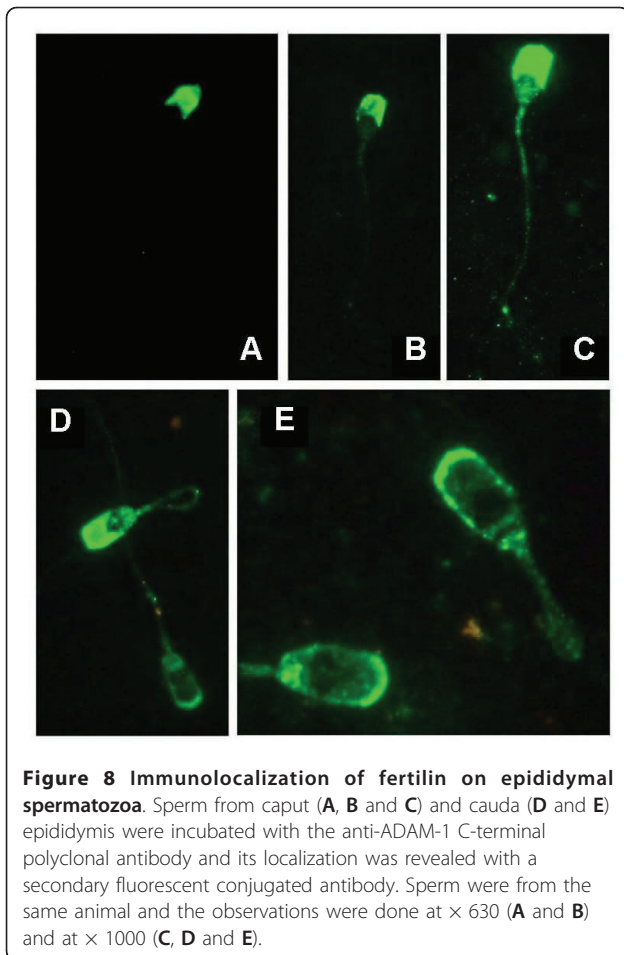 A
B
C
D
E
Figure 8 Immunolocalization of fertilin on epididymal
spermatozoa. Sperm from caput (A, B and C) and cauda (D and E)
epididymis were incubated with the anti-ADAM-1 C-terminal
polyclonal antibody and its localization was revealed with a
secondary fluorescent conjugated antibody. Sperm were from the
same animal and the observations were done at × 630 (A and B)
and at × 1000 (C, D and E).